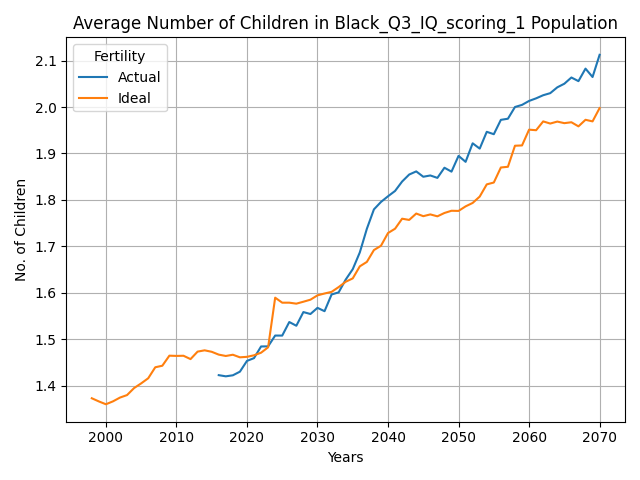 Average Number of Children in Black_Q3_IQ_scoring_1 Population
Fertility
Actual
Ideal
No. of Children
2.1
2.0
1.9
1.8
1.7
1.6
1.5
1.4
2000 2010 2020 2030 2040 2050 2060 2070
Years